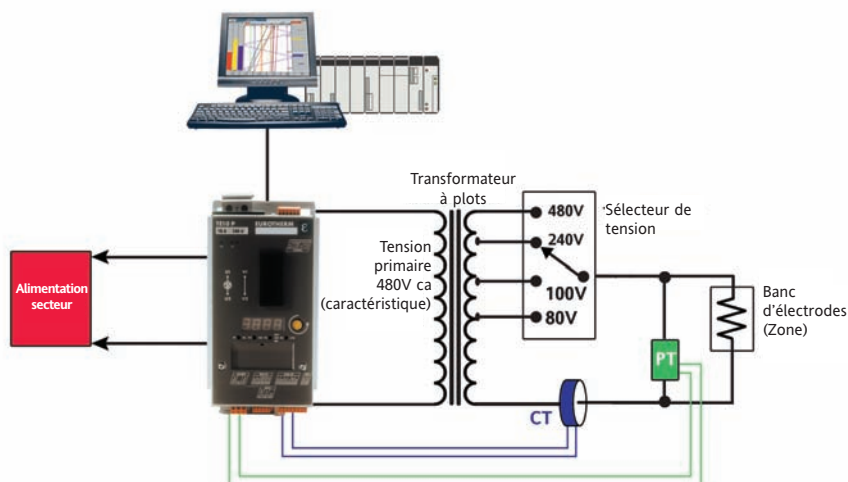 Transformateur
à plots
480V
240V
100V
80V
Sélecteur de
tension
Tension
primaire
480V ca
(caractéristique)
Alimentation
secteur
EUROTHERM
Banc
d'électrodes
(Zone)
PT
CT